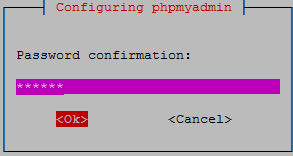 Configuring phpmyadmin
Password confirmation:
******
<Ok> <Cancel>